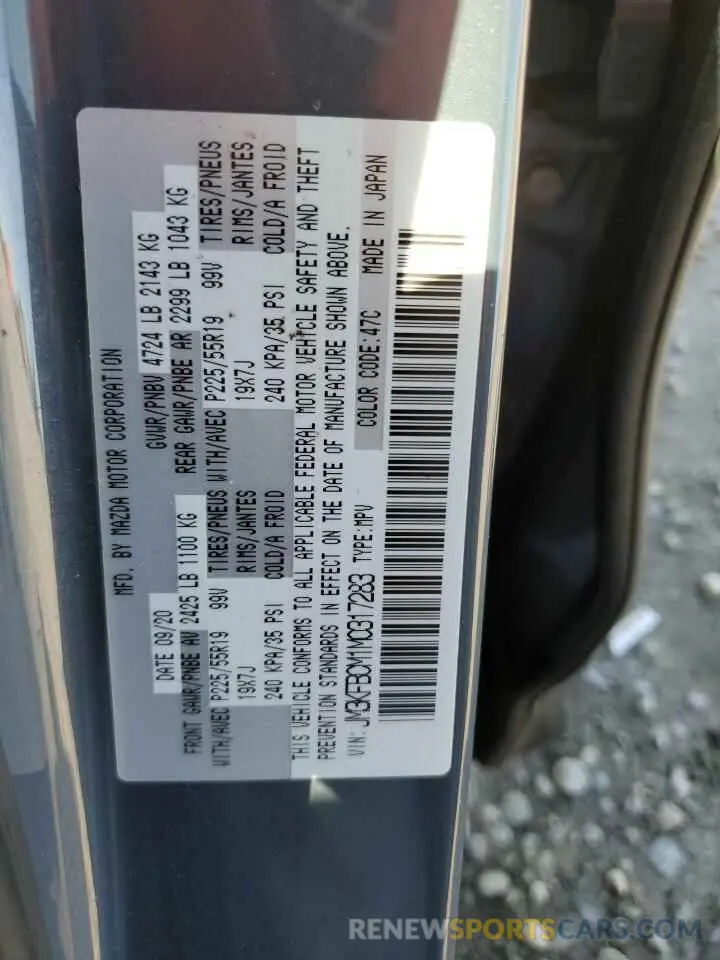 MFD. BY MAZDA MOTOR CORPORATION
DATE 09/20 GVWR/PNBV 4724 LB 2143 KG
FRONT GAWR/PNBE AV 2425 LB 1100 KG REAR GAWR/PNBE AR 2299 LB 1043 KG
WITH/AVEC P225/55R19 99V TIRES/PNEUS WITH/AVEC P225/55R19 99V TIRES/PNEUS
19X7J RIMS/JANTES 19X7J RIMS/JANTES
240 KPA/35 PSI COLD/A FROID 240 KPA/35 PSI COLD/A FROID
THIS VEHICLE CONFORMS TO ALL APPLICABLE FEDERAL MOTOR VEHICLE SAFETY AND THEFT
PREVENTION STANDARDS IN EFFECT ON THE DATE OF MANUFACTURE SHOWN ABOVE.
VIN: JM3KFBCM1M0317283 TYPE:MPV COLOR CODE:47C MADE IN JAPAN
RENEWSPORTSCARS.COM